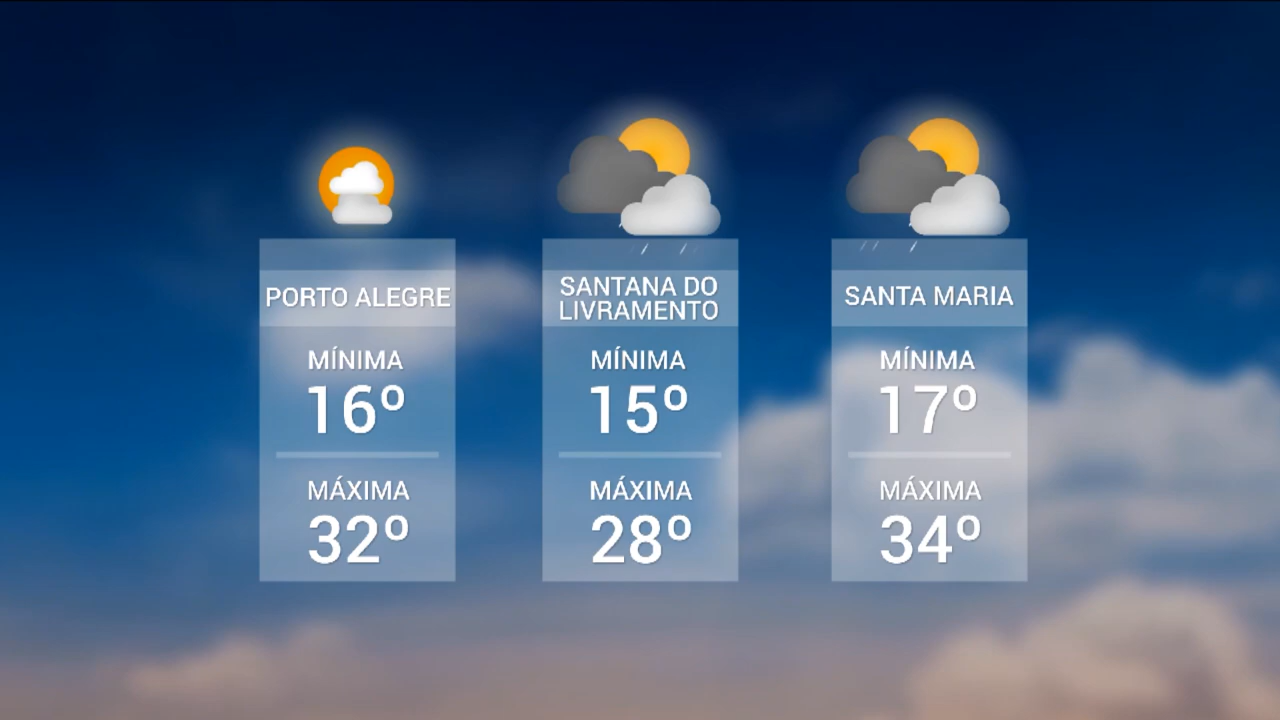 PORTO ALEGRE
MÍNIMA
16º
MÁXIMA
32º
SANTANA DO
LIVRAMENTO
MÍNIMA
15º
MÁXIMA
28º
SANTA MARIA
MÍNIMA
17º
MÁXIMA
34º